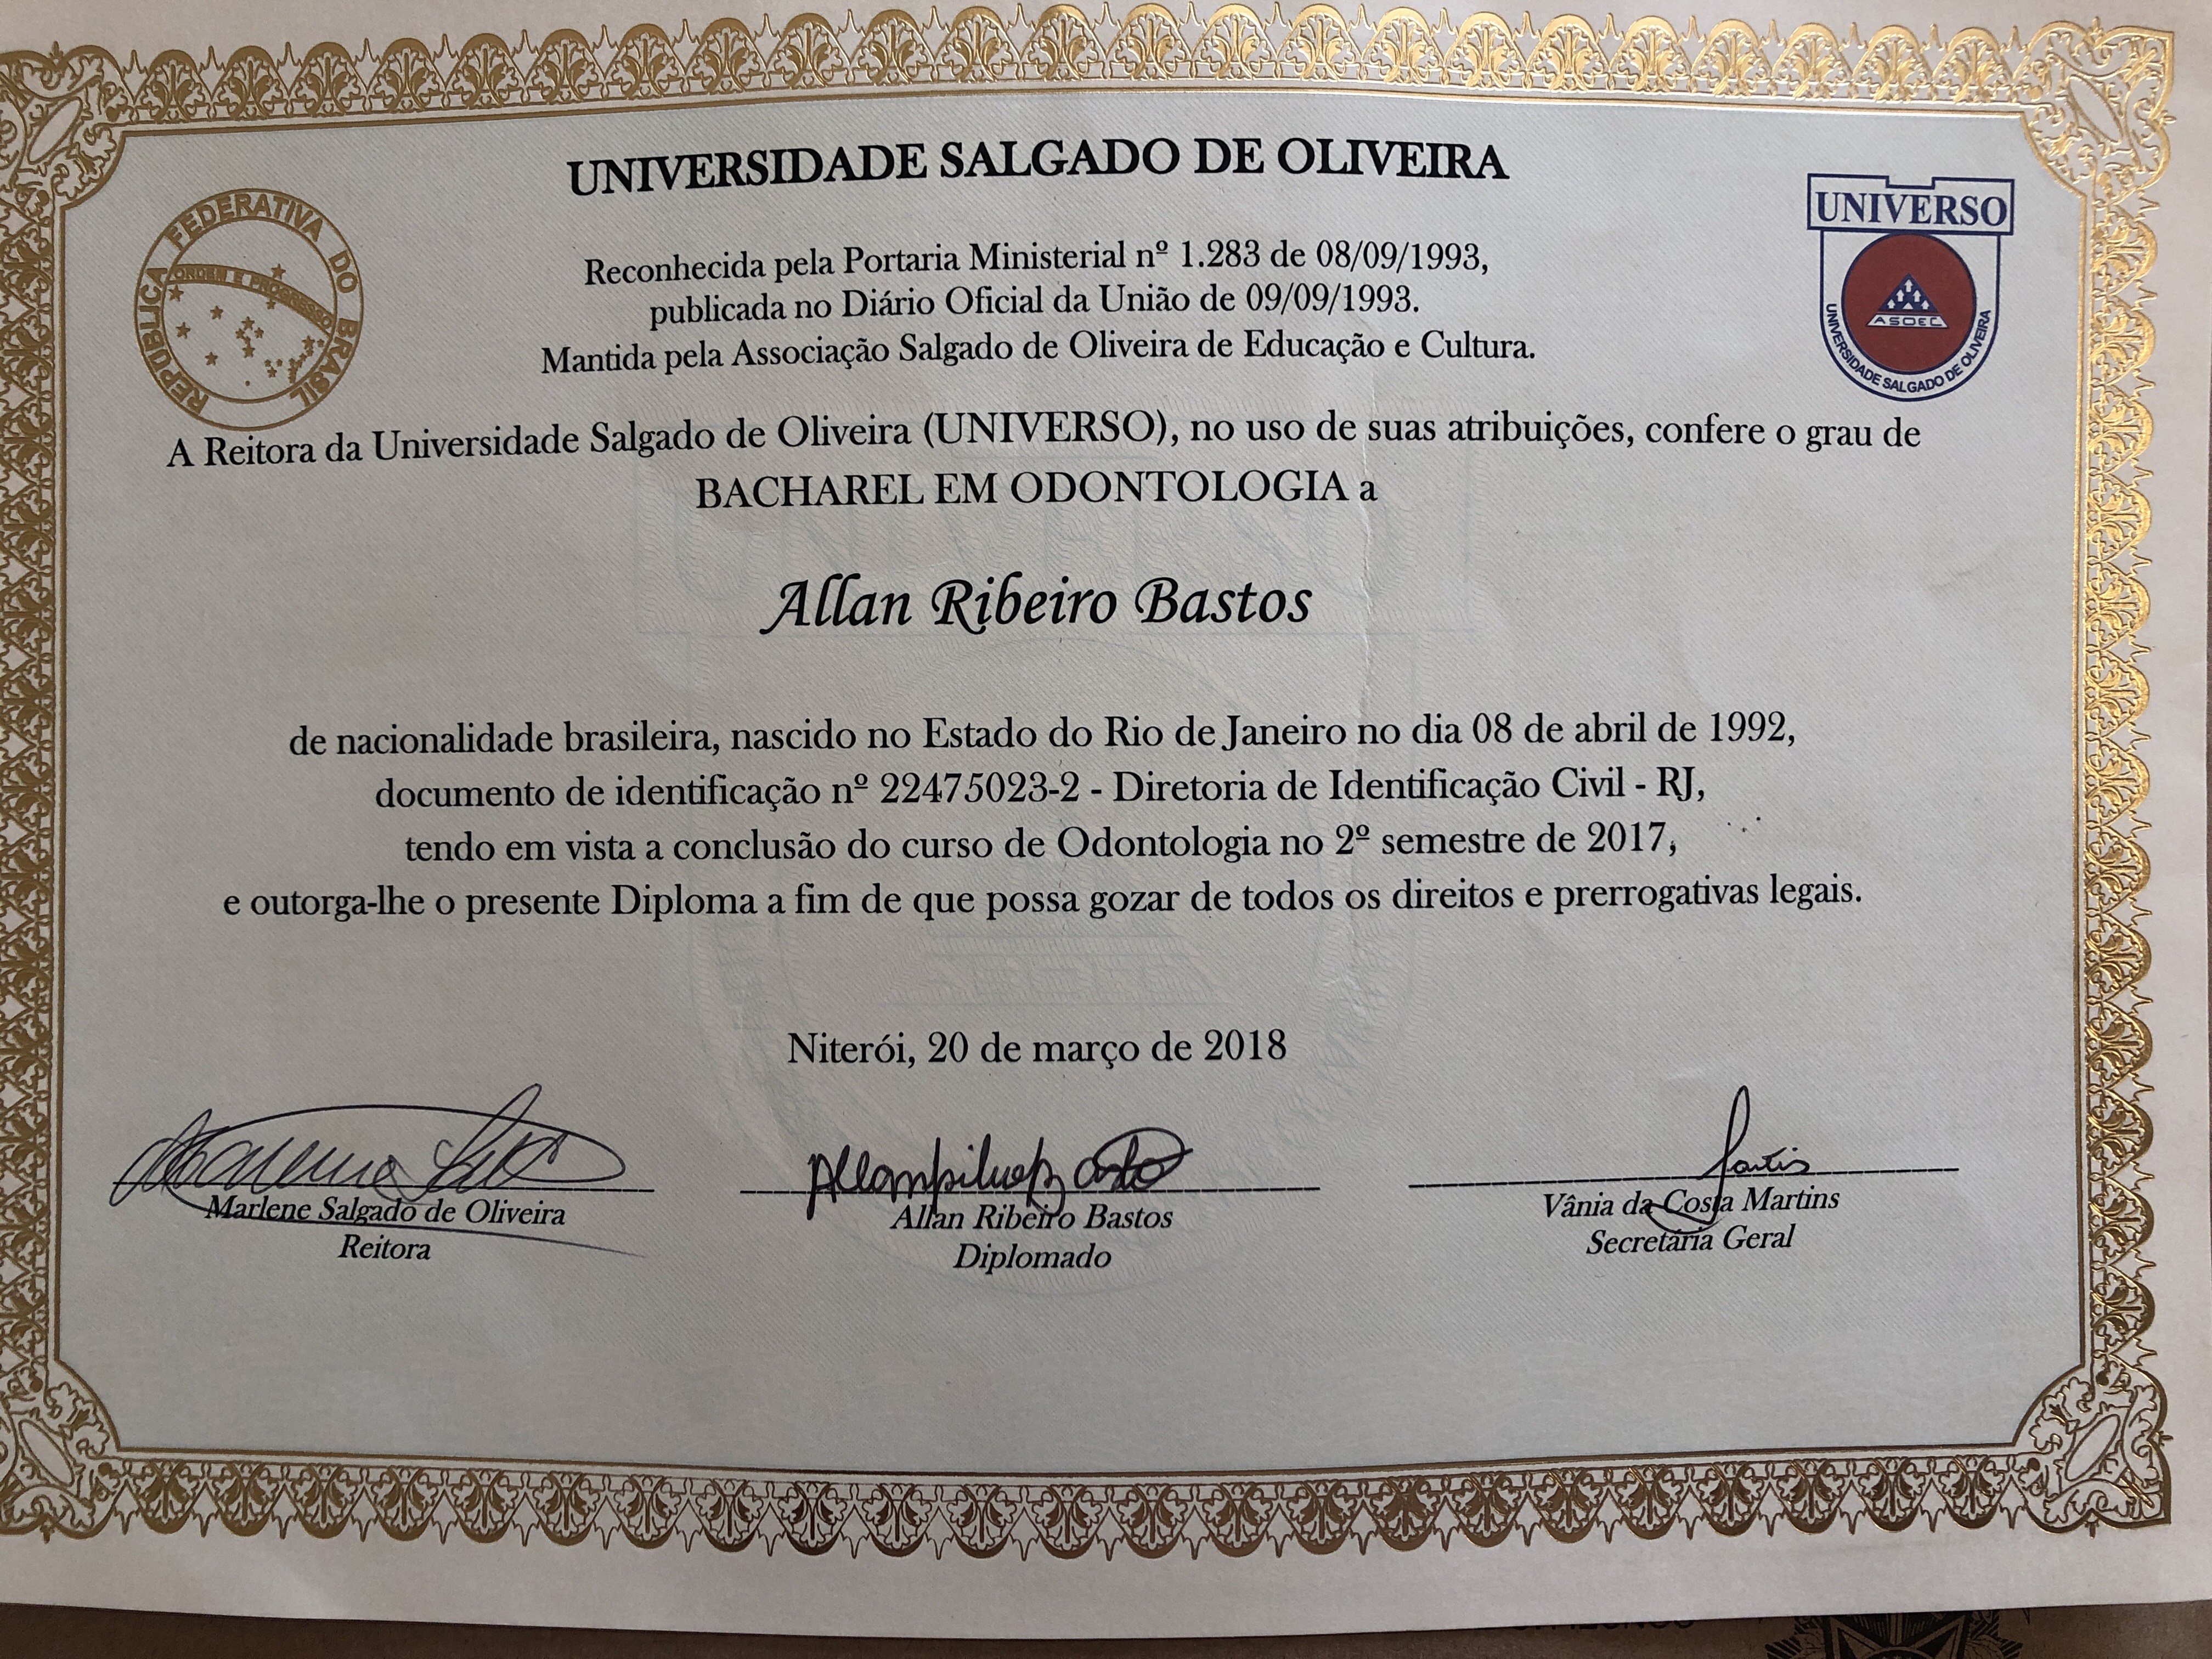 UNIVERSIDADE SALGADO DE OLIVEIRA
REPÚBLICA FEDERATIVA DO BRASIL
ORDEM E PROGRESSO
UNIVERSO
ASOEC
UNIVERSIDADE SALGADO DE OLIVEIRA
Reconhecida pela Portaria Ministerial nº 1.283 de 08/09/1993,
publicada no Diário Oficial da União de 09/09/1993.
Mantida pela Associação Salgado de Oliveira de Educação e Cultura.
A Reitora da Universidade Salgado de Oliveira (UNIVERSO), no uso de suas atribuições, confere o grau de
BACHAREL EM ODONTOLOGIA a
Allan Ribeiro Bastos
de nacionalidade brasileira, nascido no Estado do Rio de Janeiro no dia 08 de abril de 1992,
documento de identificação nº 22475023-2 - Diretoria de Identificação Civil - RJ,
tendo em vista a conclusão do curso de Odontologia no 2º semestre de 2017,
e outorga-lhe o presente Diploma a fim de que possa gozar de todos os direitos e prerrogativas legais.
Niterói, 20 de março de 2018
Marlene Salgado de Oliveira
Reitora
Allan Ribeiro Bastos
Diplomado
Vânia da Costa Martins
Secretária Geral